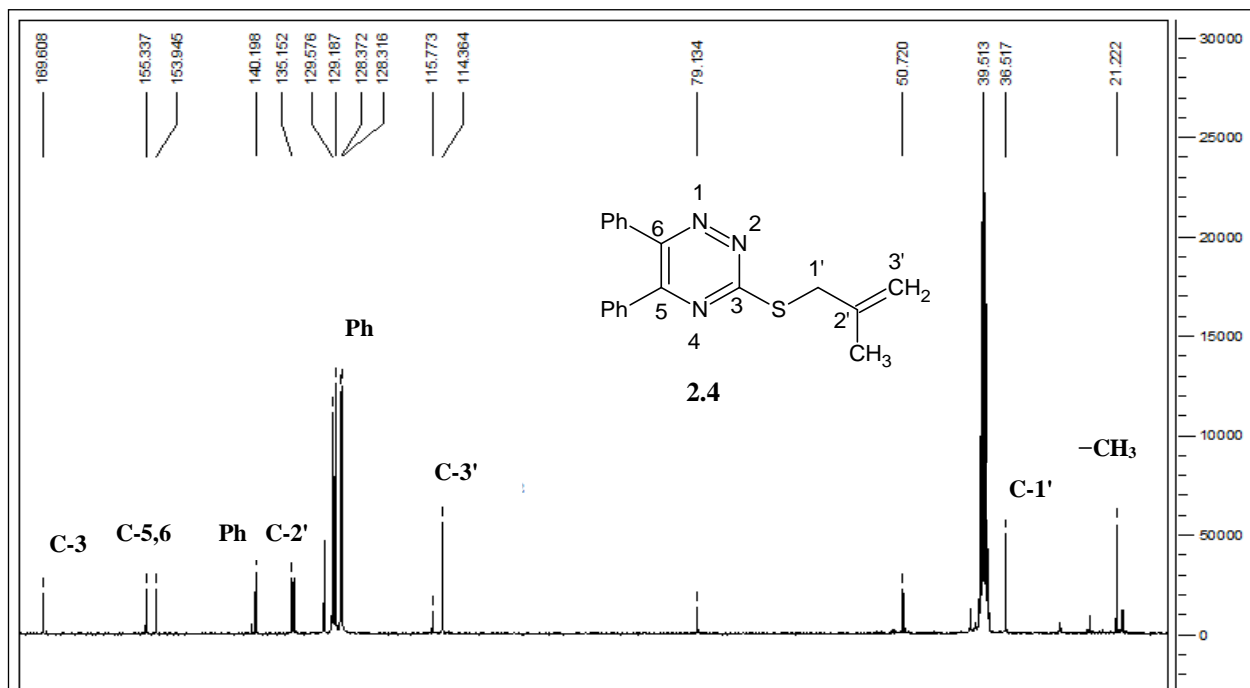 169.608 155.337 153.945 140.198 135.152 129.576 129.187 128.372 128.316 115.773 114.364 79.134 50.720 39.513 36.517 21.222
30000
25000
20000
15000
10000
50000
0
1
2
3
4
5
6
Ph
Ph
N
N
N
S
1'
2'
3'
CH2
CH3
2.4
Ph
C-3
C-5,6
Ph
C-2'
C-3'
C-1'
−CH3